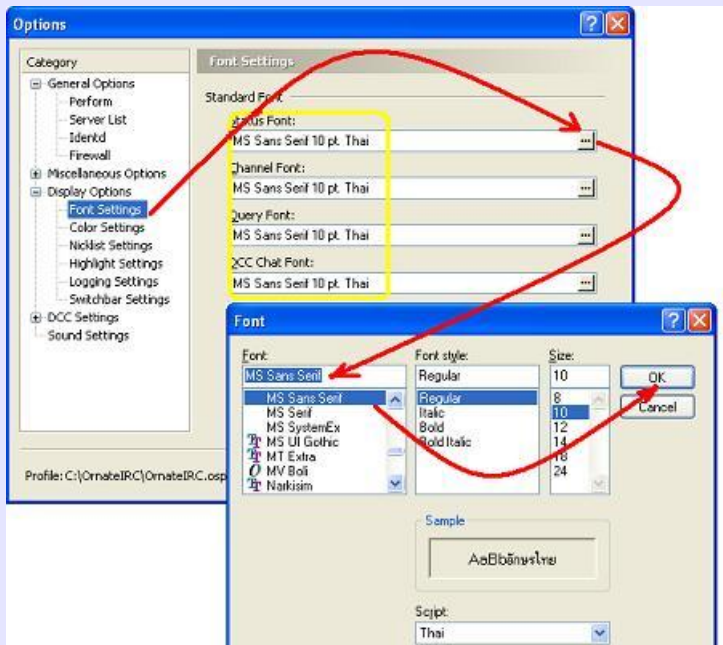 Options
Category
General Options
Perform
Server List
Identd
Firewall
Miscellaneous Options
Display Options
Font Settings
Color Settings
Nicklist Settings
Highlight Settings
Logging Settings
Switchbar Settings
DCC Settings
Sound Settings
Font Settings
Standard Font
Status Font:
MS Sans Serif 10 pt. Thai
...
Channel Font:
MS Sans Serif 10 pt. Thai
...
Query Font:
MS Sans Serif 10 pt. Thai
...
DCC Chat Font:
MS Sans Serif 10 pt. Thai
...
Profile: C:\OrnateIRC\OrnateIRC.osp
Font
Font:
MS Sans Serif
MS Sans Serif
MS Serif
MS SystemEx
MS UI Gothic
MT Extra
MV Boli
Narkisim
Font style:
Regular
Regular
Italic
Bold
Bold Italic
Size:
10
8
10
12
14
18
24
OK
Cancel
Sample
AaBbอักษรไทย
Script:
Thai